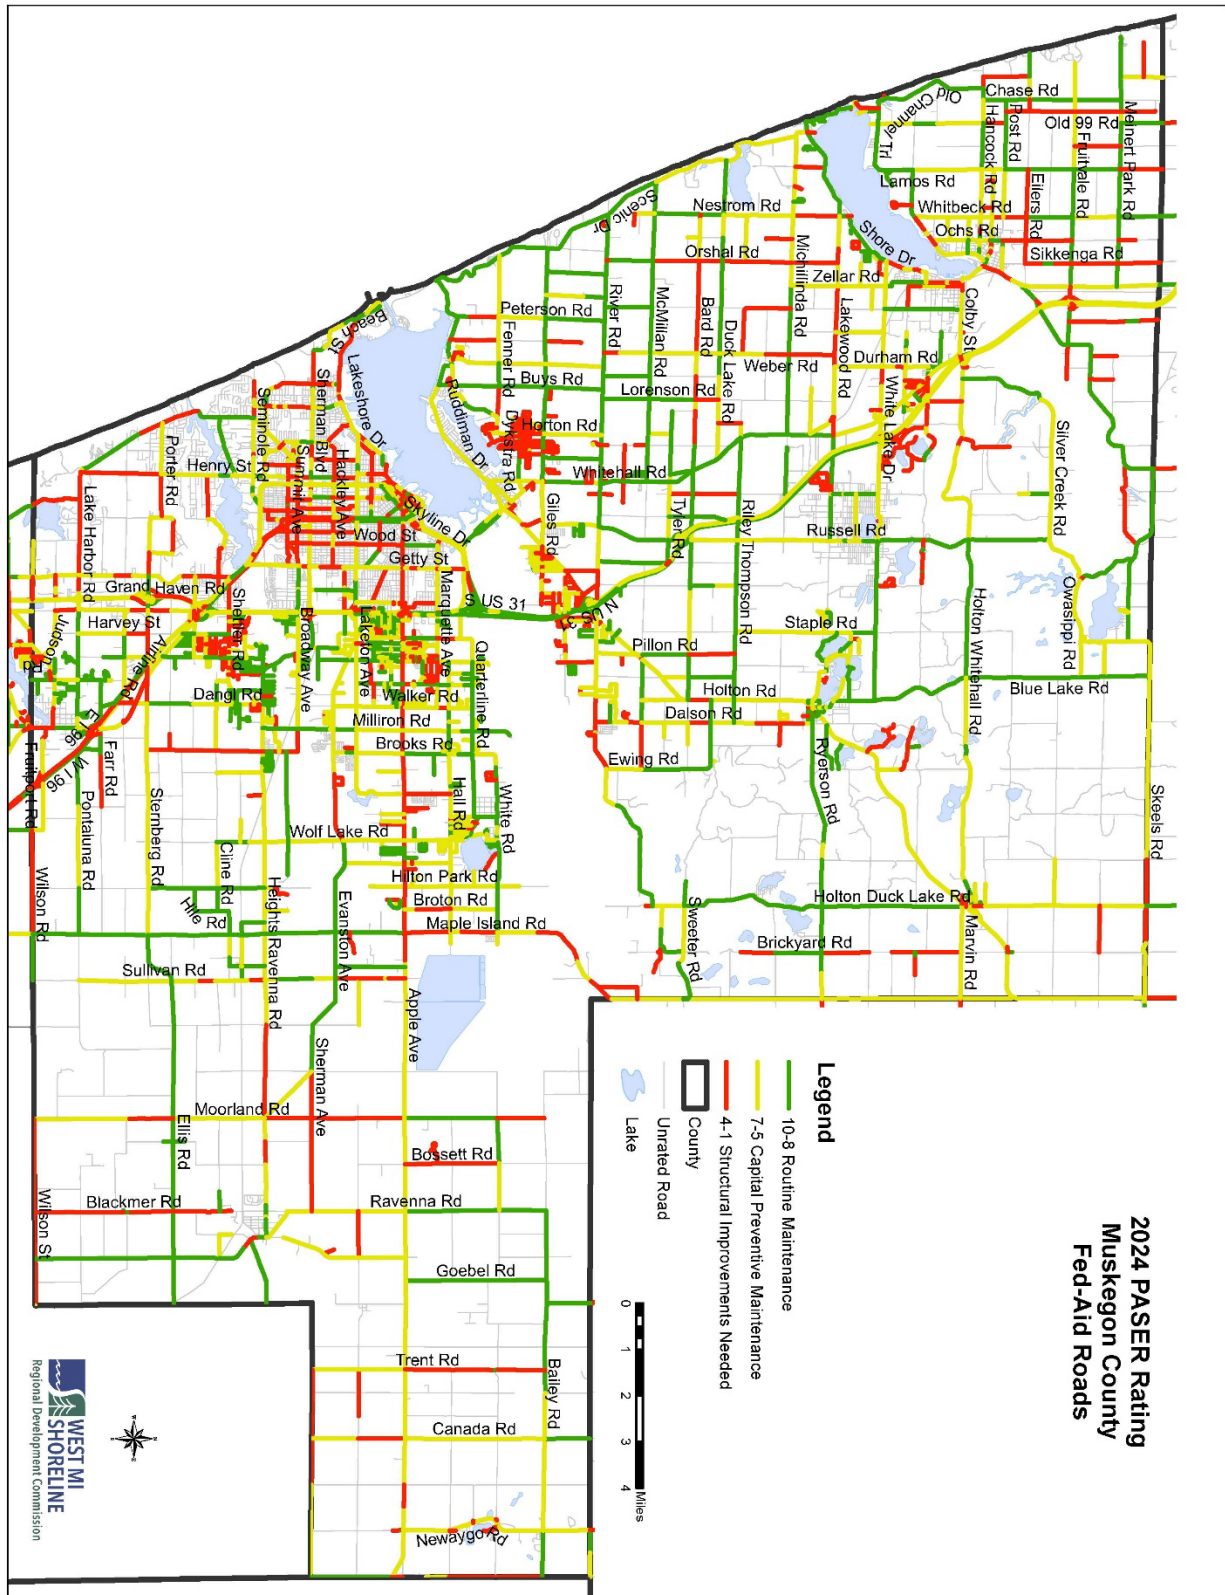 2024 PASER Rating
Muskegon County
Fed-Aid Roads
Legend
10-8 Routine Maintenance
7-5 Capital Preventive Maintenance
4-1 Structural Improvements Needed
County
Unrated Road
Lake
0 1 2 3 4
Miles
WEST MI
SHORELINE
Regional Development Commission
Chase Rd
Old Channel Trl
Hancock Rd
Post Rd
Old 99 Rd
Fruitvale Rd
Meinert Park Rd
Lamos Rd
Whitbeck Rd
Eilers Rd
Ochs Rd
Sikkenga Rd
Nestrom Rd
Scenic Dr
Shore Dr
Orshal Rd
Michillinda Rd
Zellar Rd
Colby St
Peterson Rd
River Rd
McMillan Rd
Bard Rd
Duck Lake Rd
Lakewood Rd
Durham Rd
Weber Rd
Fenner Rd
Buys Rd
Lorenson Rd
White Lake Dr
Beach St
Lakeshore Dr
Ruddiman Dr
Dykstra Rd
Horton Rd
Whitehall Rd
Silver Creek Rd
Sherman Blvd
Seminole Rd
Porter Rd
Henry St
Summit Ave
Hackley Ave
Skyline Dr
Giles Rd
Tyler Rd
Riley Thompson Rd
Russell Rd
Lake Harbor Rd
Wood St
Getty St
Grand Haven Rd
Shettler Rd
Marquette Ave
S US 31
N US 31
Owasippi Rd
Harvey St
Judson Rd
Airline Rd
Broadway Ave
Laketon Ave
Quarterline Rd
Pillon Rd
Staple Rd
Holton Whitehall Rd
Blue Lake Rd
Dangl Rd
Walker Rd
Milliron Rd
Holton Rd
Dalson Rd
E I 96
W I 96
Farr Rd
Brooks Rd
Ewing Rd
Ryerson Rd
Fruitport Rd
Pontaluna Rd
Sternberg Rd
Hall Rd
White Rd
Skeels Rd
Wolf Lake Rd
Cline Rd
Hile Rd
Hilton Park Rd
Broton Rd
Holton Duck Lake Rd
Wilson Rd
Heights Ravenna Rd
Evanston Ave
Maple Island Rd
Sweeter Rd
Brickyard Rd
Marvin Rd
Sullivan Rd
Apple Ave
Sherman Ave
Moorland Rd
Ellis Rd
Bossett Rd
Blackmer Rd
Ravenna Rd
Wilson St
Goebel Rd
Trent Rd
Bailey Rd
Canada Rd
Newaygo Rd